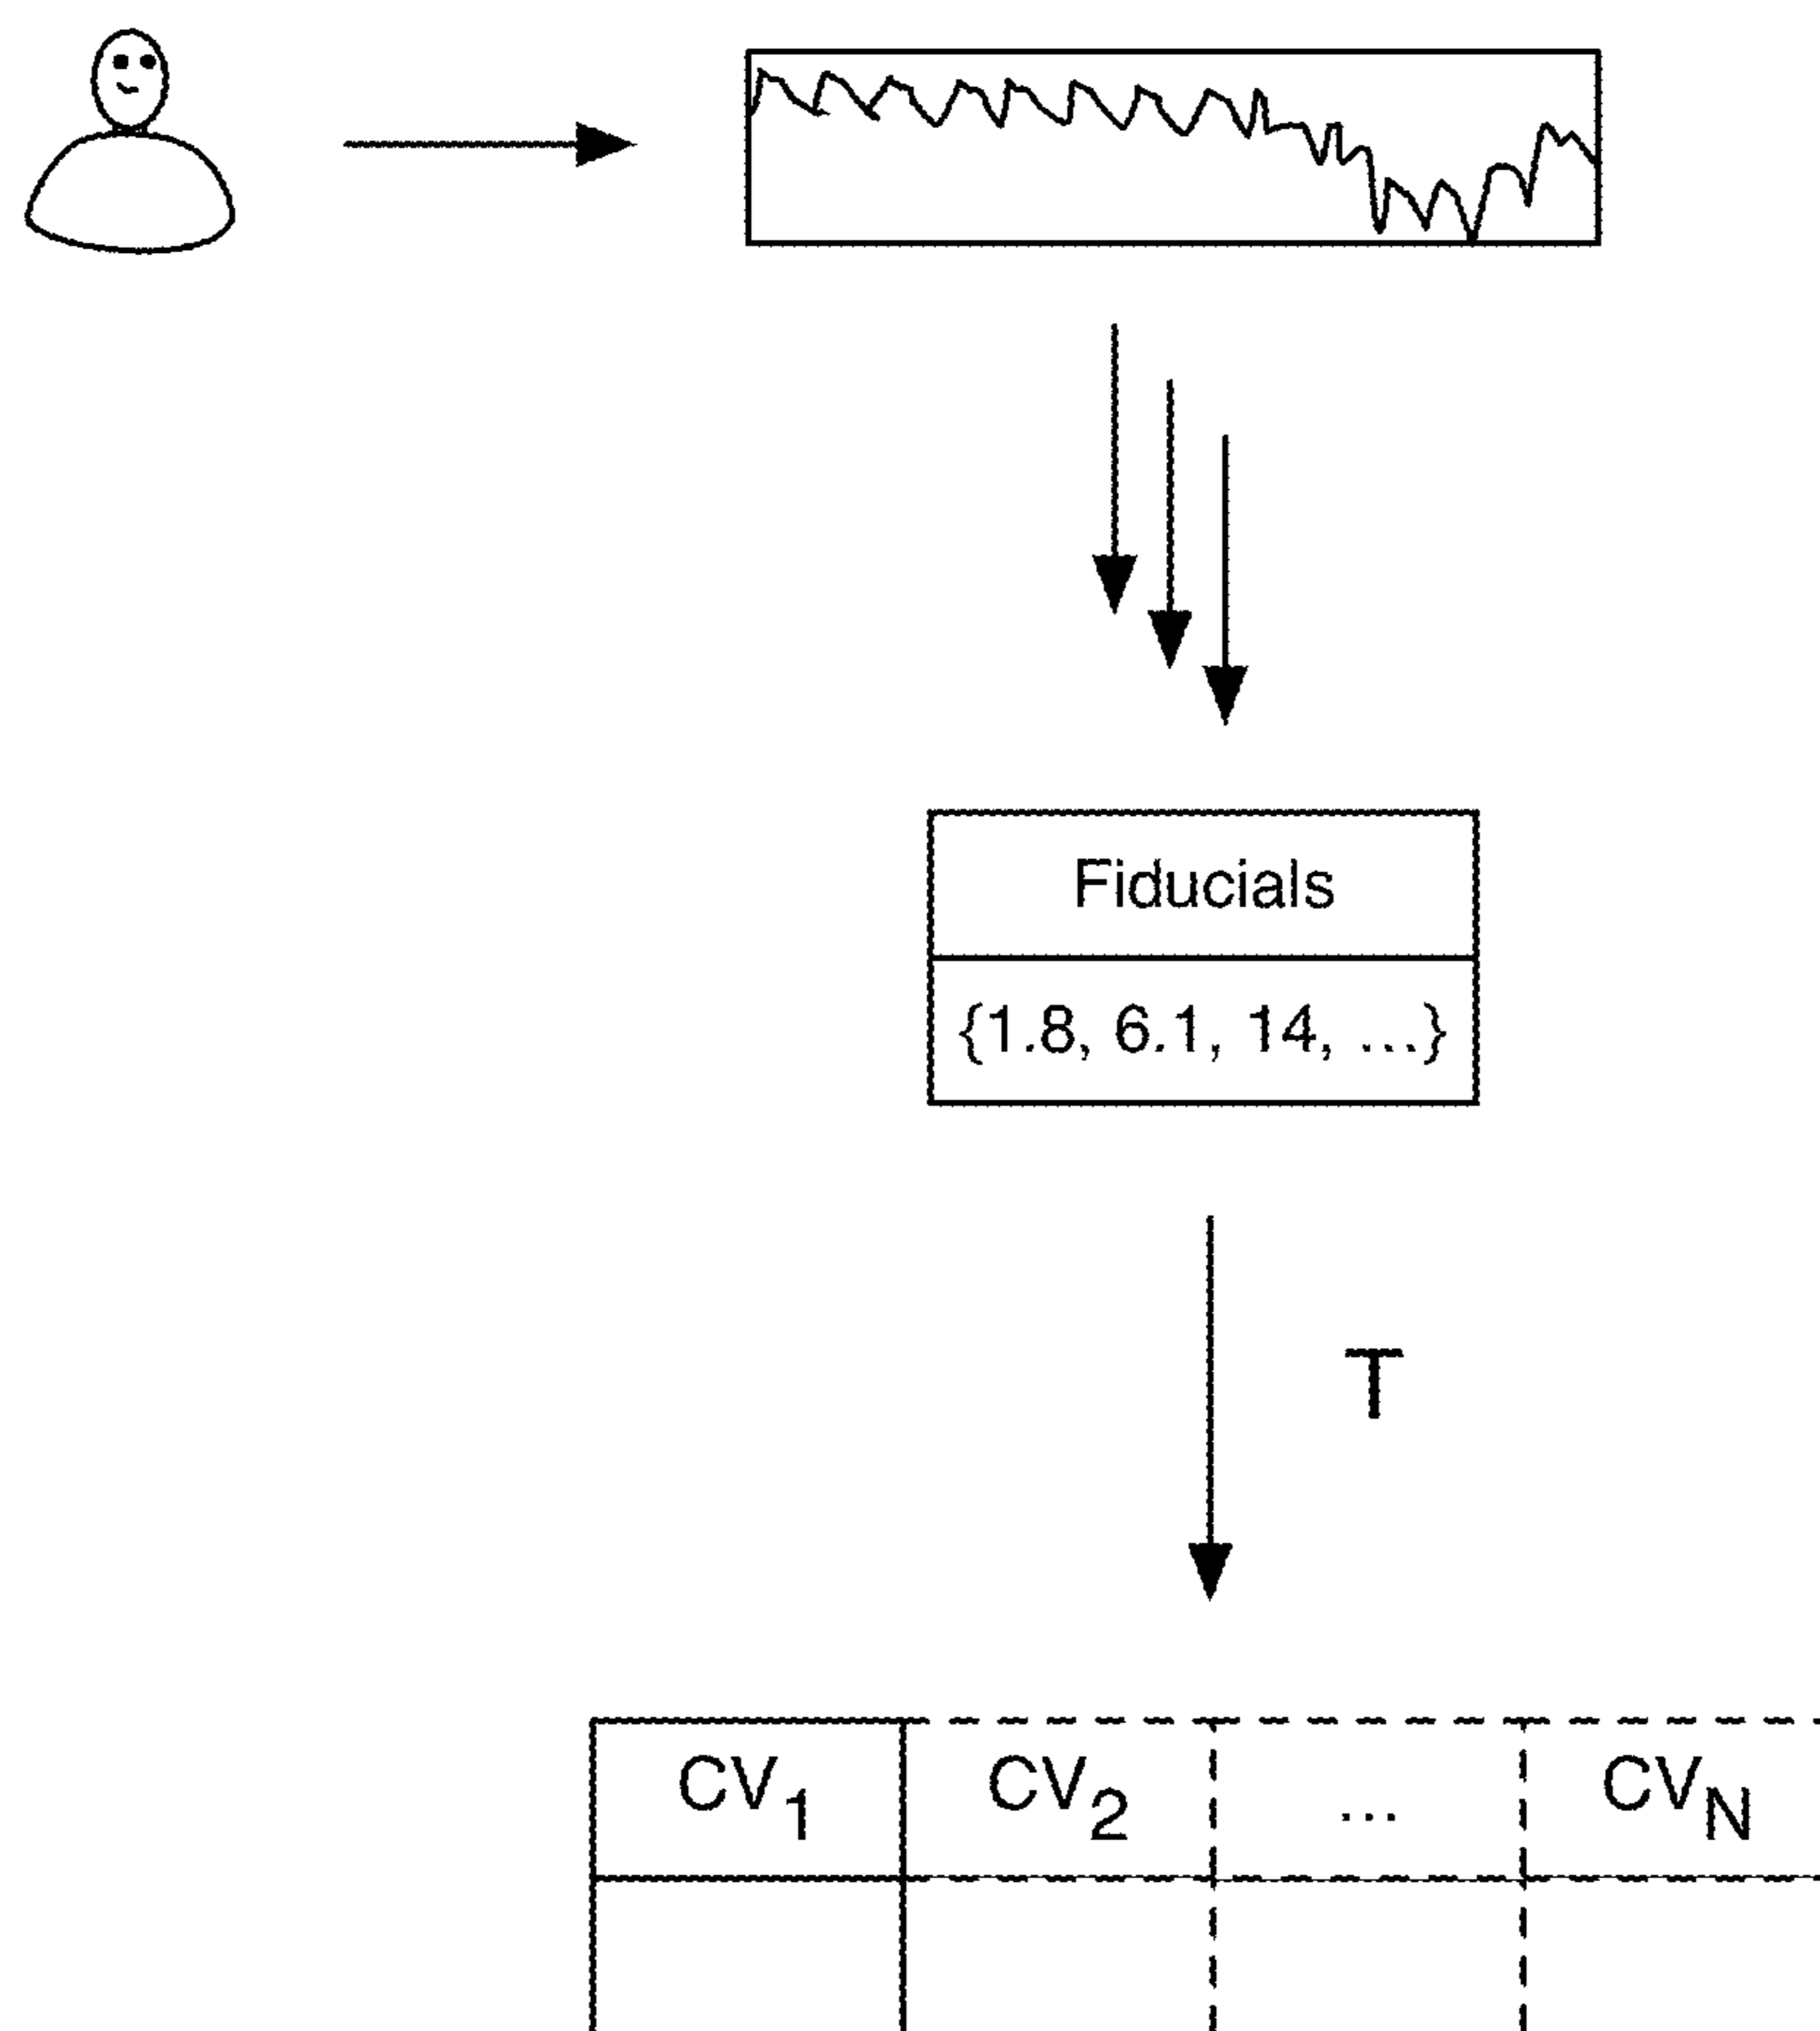 Fiducials
{1.8, 6.1, 14, ...}
T
CV1 CV2 ... CVN